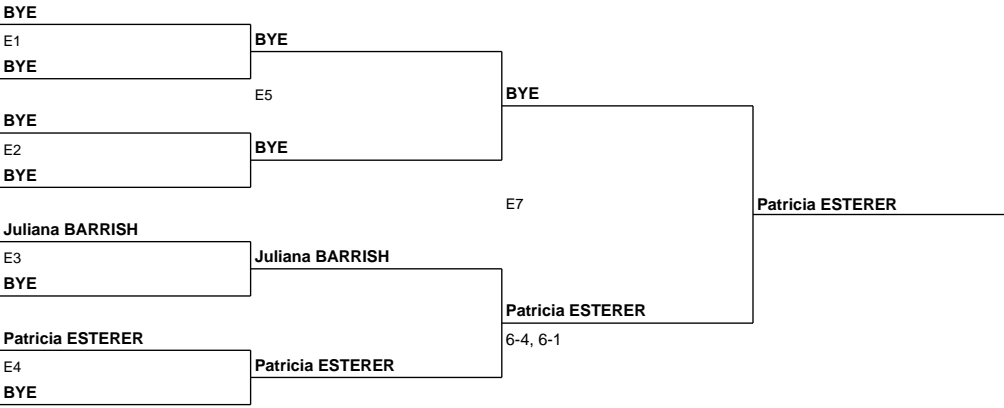 BYE
E1
BYE
BYE
E5
BYE
BYE
E2
BYE
BYE
E7
Patricia ESTERER
Juliana BARRISH
E3
Juliana BARRISH
BYE
Patricia ESTERER
Patricia ESTERER
6-4, 6-1
E4
Patricia ESTERER
BYE